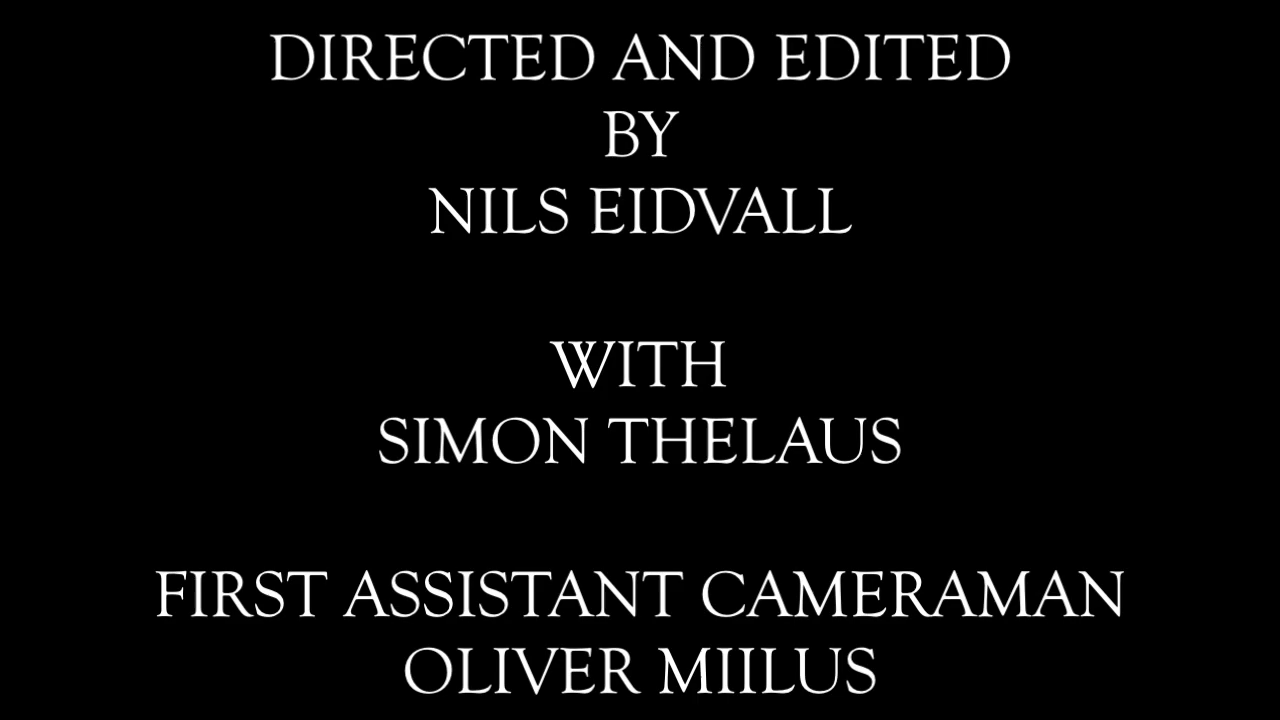 DIRECTED AND EDITED
BY
NILS EIDVALL
WITH
SIMON THELAUS
FIRST ASSISTANT CAMERAMAN
OLIVER MIILUS